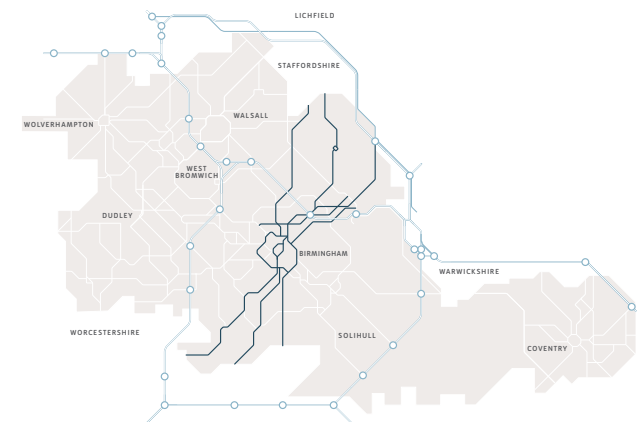 LICHFIELD
STAFFORDSHIRE
WALSALL
WOLVERHAMPTON
WEST
BROMWICH
DUDLEY
BIRMINGHAM
WARWICKSHIRE
WORCESTERSHIRE
SOLIHULL
COVENTRY